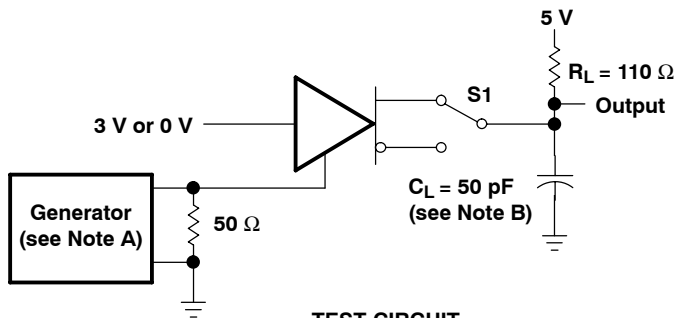 5 V
R_L = 110 Ω
S1
Output
3 V or 0 V
C_L = 50 pF
(see Note B)
Generator
(see Note A)
50 Ω
TEST CIRCUIT